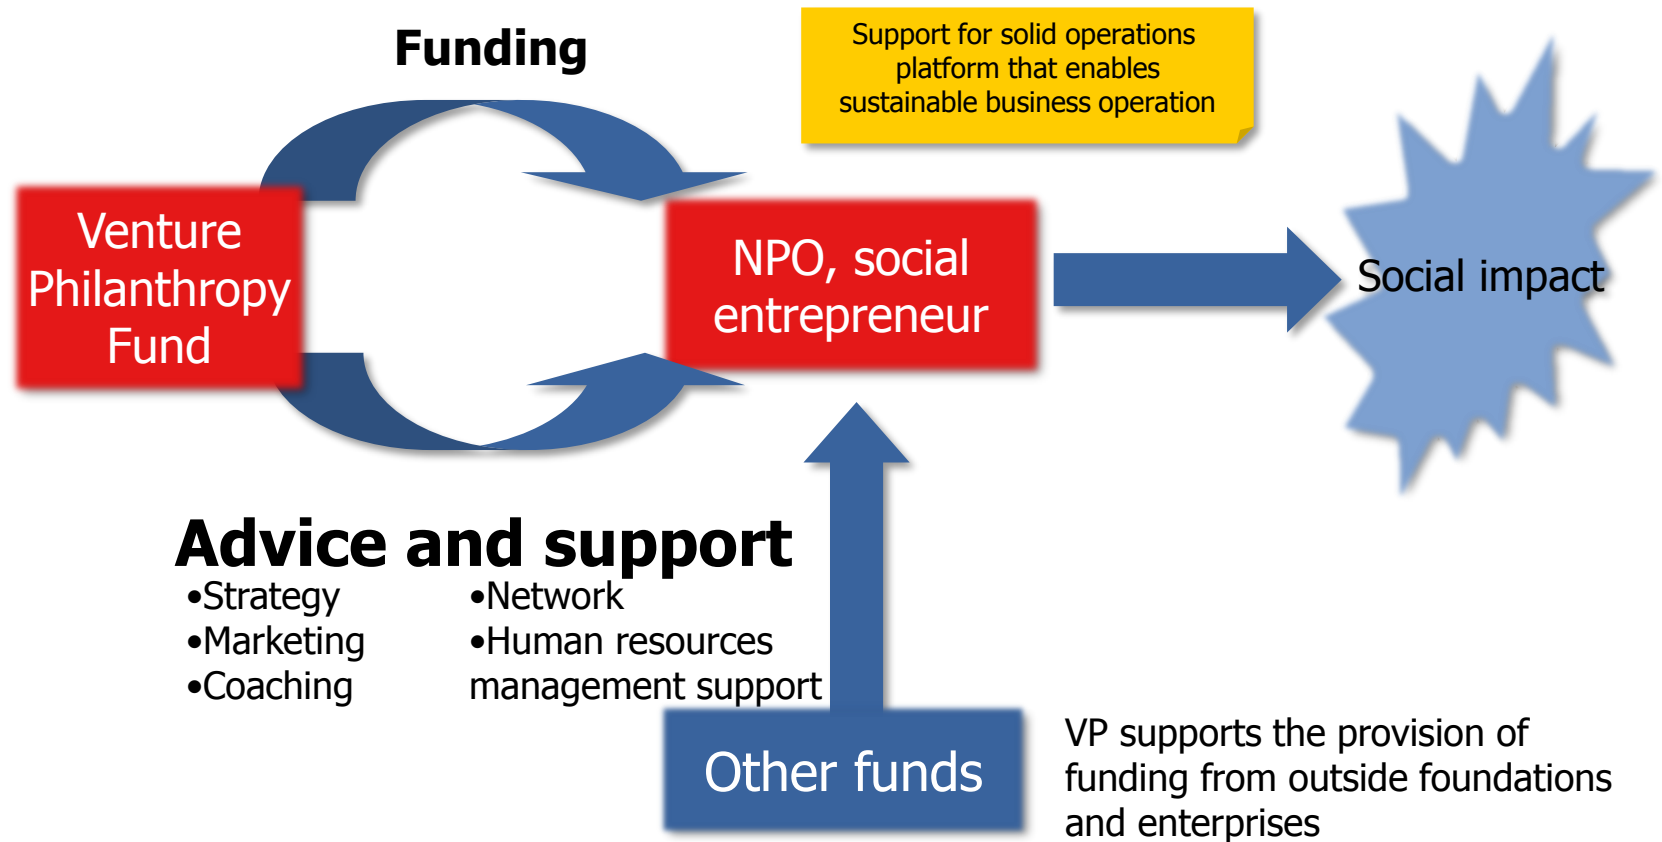 Funding
Support for solid operations
platform that enables
sustainable business operation
Venture
Philanthropy
Fund
NPO, social
entrepreneur
Social impact
Advice and support
•Strategy
•Marketing
•Coaching
•Network
•Human resources
management support
Other funds
VP supports the provision of
funding from outside foundations
and enterprises